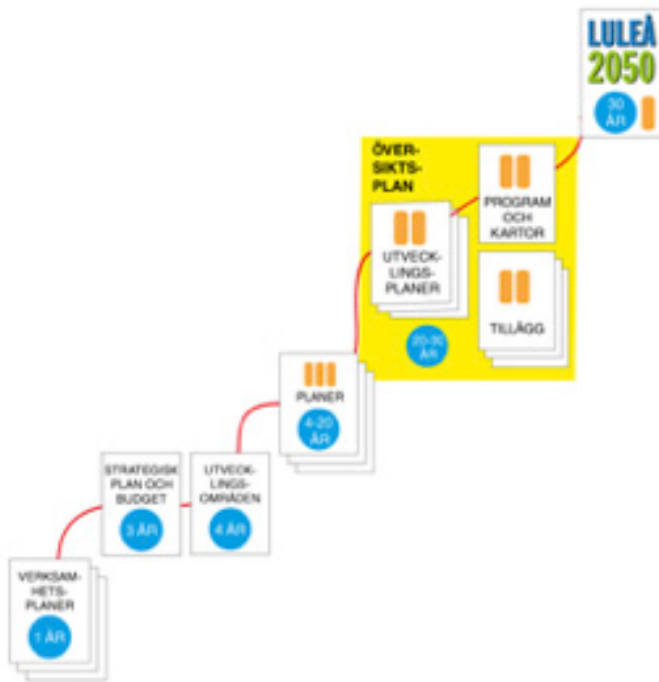 LULEÅ
2050
30
ÅR
ÖVER-
SIKTS-
PLAN
PROGRAM
OCH
KARTOR
UTVECK-
LINGS-
PLANER
TILLÄGG
20-30
ÅR
PLANER
4-20
ÅR
STRATEGISK
PLAN OCH
BUDGET
3 ÅR
UTVECK-
LINGS-
OMRÅDEN
4 ÅR
VERKSAM-
HETS-
PLANER
1 ÅR